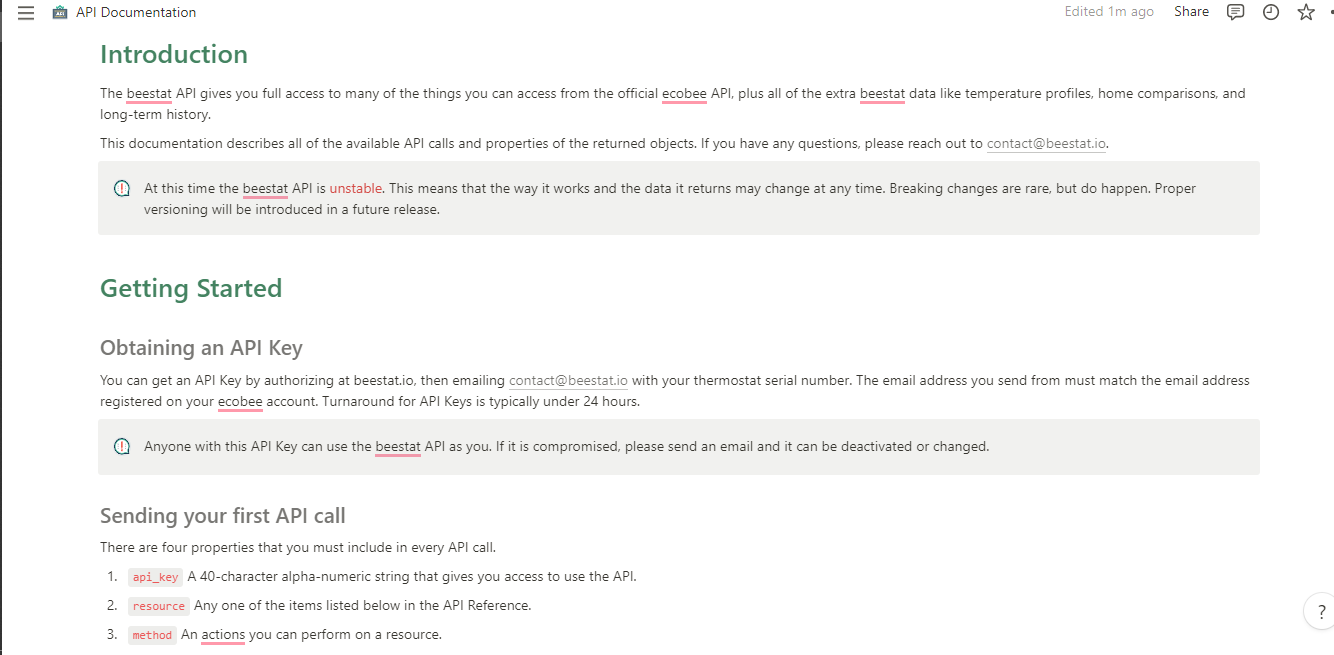 API Documentation
Edited 1m ago Share
Introduction
The beestat API gives you full access to many of the things you can access from the official ecobee API, plus all of the extra beestat data like temperature profiles, home comparisons, and
long-term history.
This documentation describes all of the available API calls and properties of the returned objects. If you have any questions, please reach out to contact@beestat.io.
At this time the beestat API is unstable. This means that the way it works and the data it returns may change at any time. Breaking changes are rare, but do happen. Proper
versioning will be introduced in a future release.
Getting Started
Obtaining an API Key
You can get an API Key by authorizing at beestat.io, then emailing contact@beestat.io with your thermostat serial number. The email address you send from must match the email address
registered on your ecobee account. Turnaround for API Keys is typically under 24 hours.
Anyone with this API Key can use the beestat API as you. If it is compromised, please send an email and it can be deactivated or changed.
Sending your first API call
There are four properties that you must include in every API call.
1. api_key A 40-character alpha-numeric string that gives you access to use the API.
2. resource Any one of the items listed below in the API Reference.
3. method An actions you can perform on a resource.
?